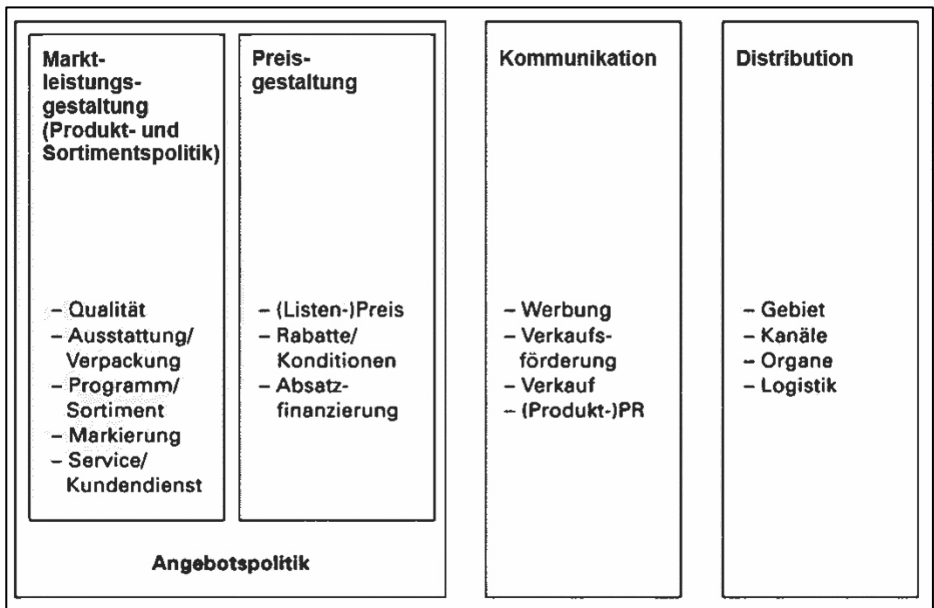 Markt-
leistungs-
gestaltung
(Produkt- und
Sortimentspolitik)
– Qualität
– Ausstattung/
Verpackung
– Programm/
Sortiment
– Markierung
– Service/
Kundendienst
Preis-
gestaltung
– (Listen-)Preis
– Rabatte/
Konditionen
– Absatz-
finanzierung
Angebotspolitik
Kommunikation
– Werbung
– Verkaufs-
förderung
– Verkauf
– (Produkt-)PR
Distribution
– Gebiet
– Kanäle
– Organe
– Logistik